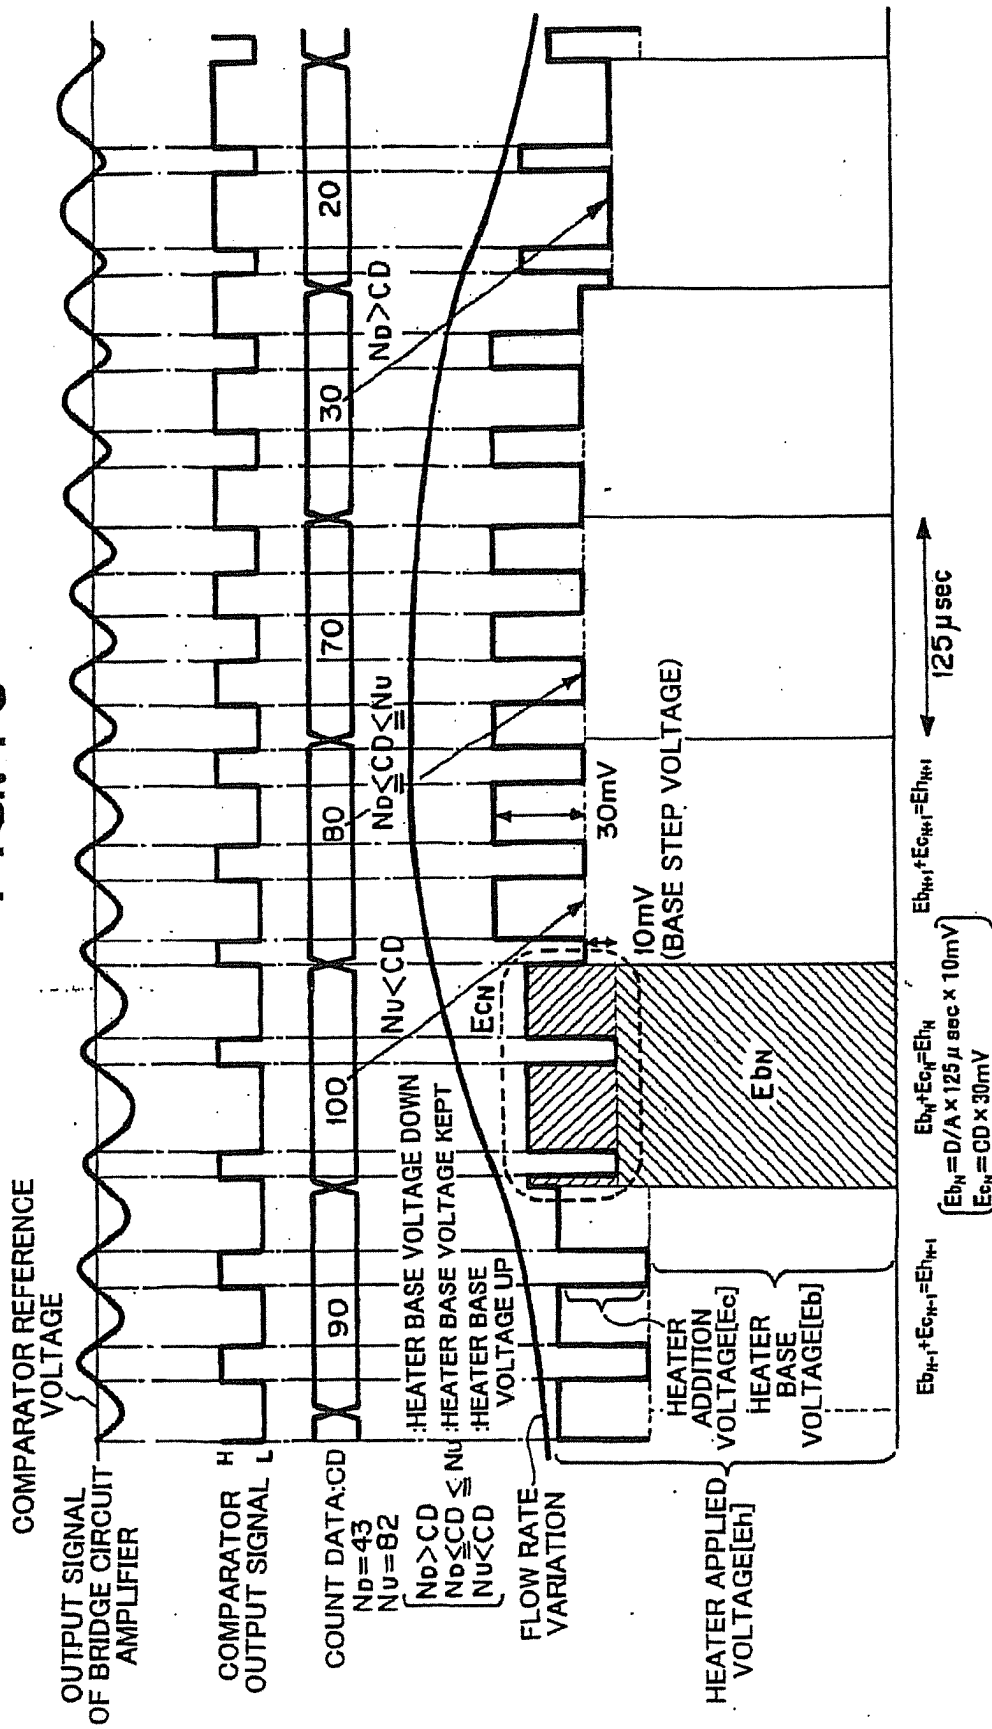 COMPARATOR REFERENCE
VOLTAGE
OUTPUT SIGNAL
OF BRIDGE CIRCUIT
AMPLIFIER
COMPARATOR
OUTPUT SIGNAL
H
L
COUNT DATA:CD
ND=43
NU=82
90
100
80
70
30
20
ND>CD :HEATER BASE VOLTAGE DOWN
ND≦CD≦NU :HEATER BASE VOLTAGE KEPT
NU<CD :HEATER BASE
VOLTAGE UP
NU<CD
ND≦CD≦NU
ND>CD
FLOW RATE
VARIATION
ECN
30mV
10mV
(BASE STEP VOLTAGE)
HEATER APPLIED
VOLTAGE[Eh]
HEATER
ADDITION
VOLTAGE[Ec]
HEATER
BASE
VOLTAGE[Eb]
EbN
125μsec
EbN-1+EcN-1=EhN-1
EbN+EcN=EhN
EbN+1+EcN+1=EhN+1
EbN=D/A×125μsec×10mV
EcN=CD×30mV